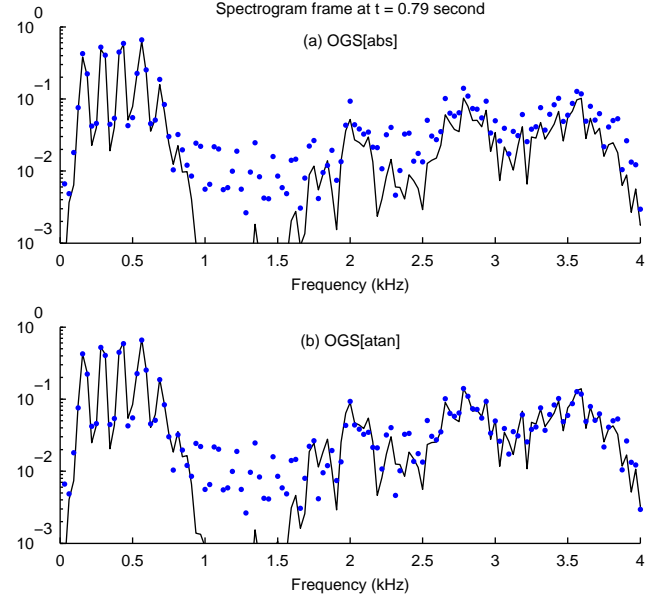 Spectrogram frame at t = 0.79 second
(a) OGS[abs]
10 0
10 −1
10 −2
10 −3
0 0.5 1 1.5 2 2.5 3 3.5 4
Frequency (kHz)
(b) OGS[atan]
10 0
10 −1
10 −2
10 −3
0 0.5 1 1.5 2 2.5 3 3.5 4
Frequency (kHz)